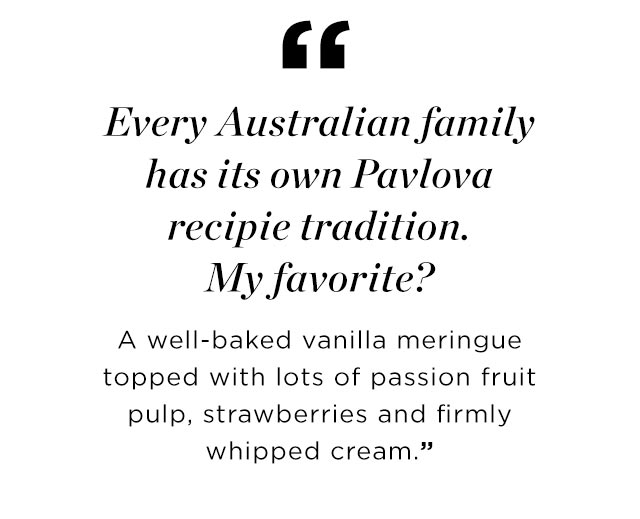 “
Every Australian family
has its own Pavlova
recipie tradition.
My favorite?
A well-baked vanilla meringue
topped with lots of passion fruit
pulp, strawberries and firmly
whipped cream.”